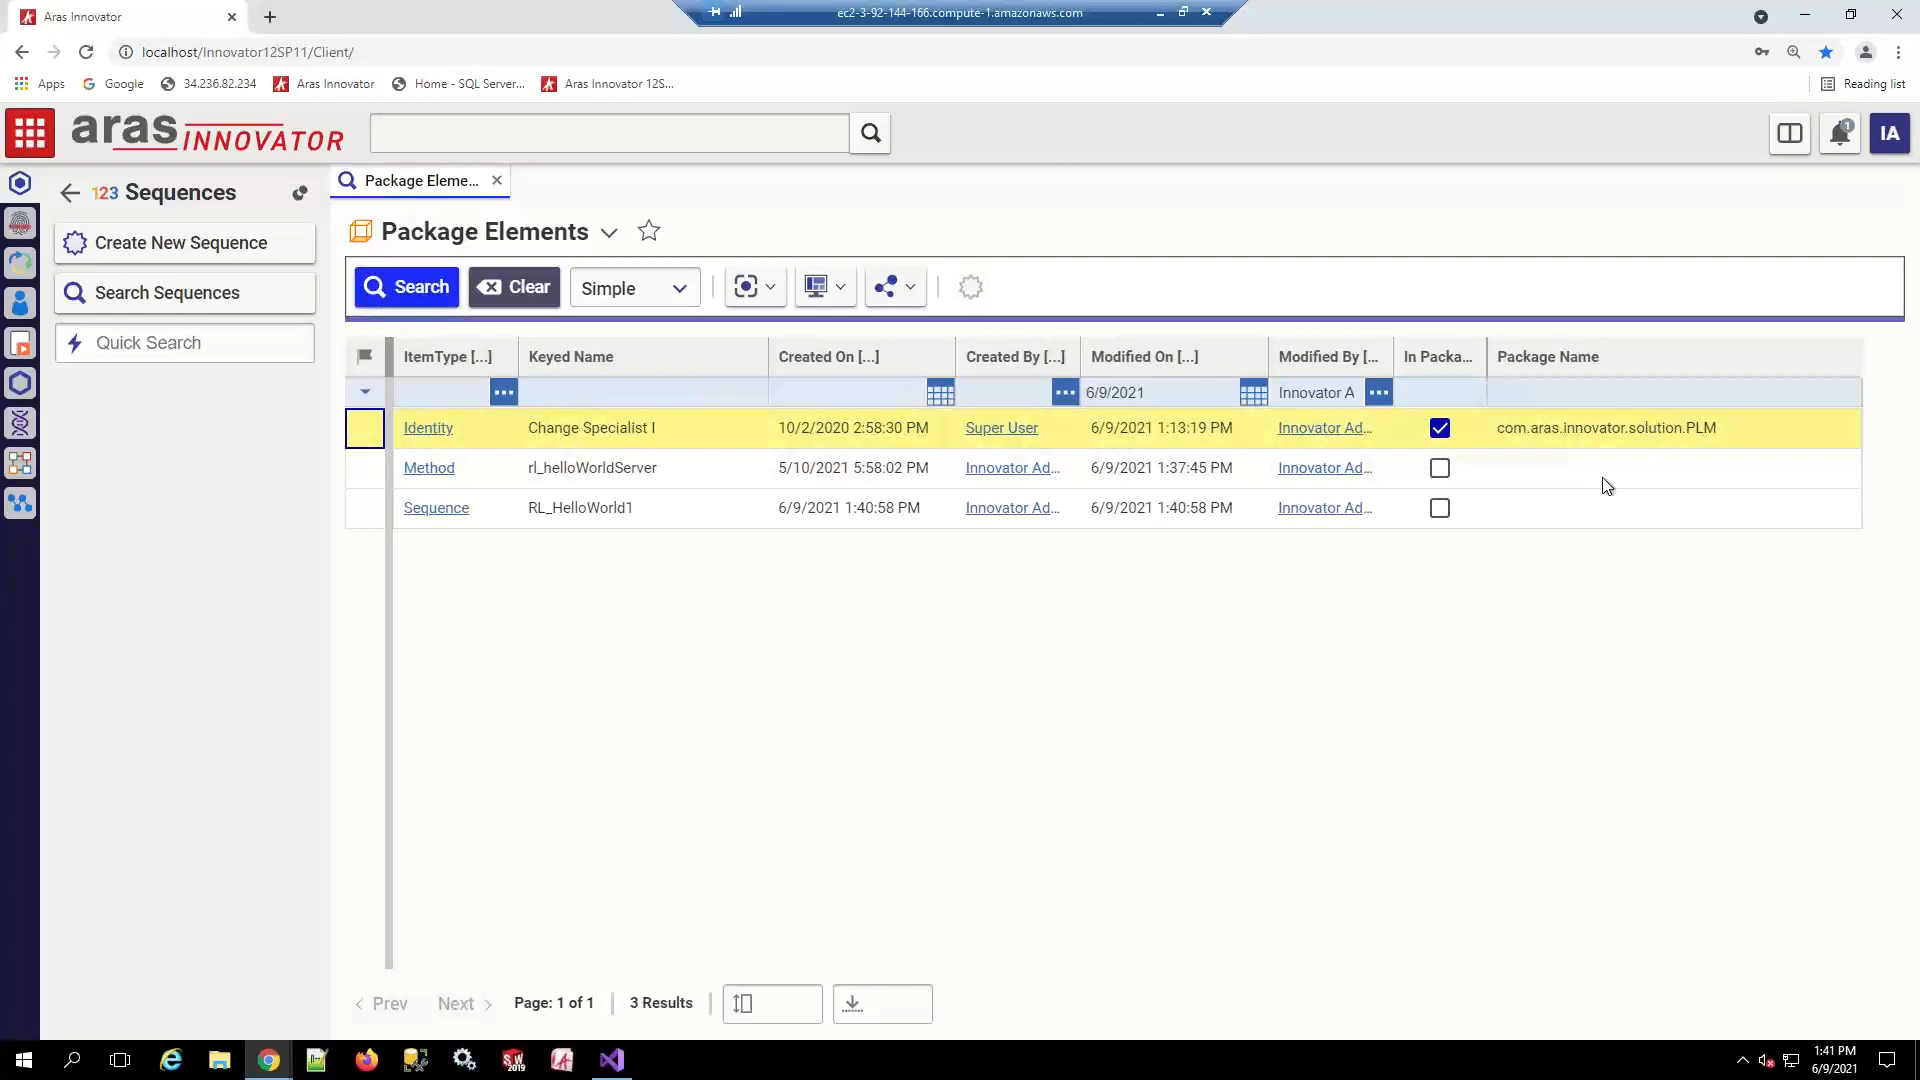 Aras Innovator
ec2-3-92-144-166.compute-1.amazonaws.com
localhost/Innovator12SP11/Client/
Apps
Google
34.236.82.234
Aras Innovator
Home - SQL Server...
Aras Innovator 12S...
Reading list
aras INNOVATOR
1
IA
123 Sequences
Create New Sequence
Search Sequences
Quick Search
Package Eleme...
Package Elements
Search
Clear
Simple
ItemType [...] Keyed Name Created On [...] Created By [...] Modified On [...] Modified By [... In Packa... Package Name
6/9/2021 Innovator A
Identity Change Specialist I 10/2/2020 2:58:30 PM Super User 6/9/2021 1:13:19 PM Innovator Ad... com.aras.innovator.solution.PLM
Method rl_helloWorldServer 5/10/2021 5:58:02 PM Innovator Ad... 6/9/2021 1:37:45 PM Innovator Ad...
Sequence RL_HelloWorld1 6/9/2021 1:40:58 PM Innovator Ad... 6/9/2021 1:40:58 PM Innovator Ad...
Prev Next Page: 1 of 1 3 Results
SW
2019
1:41 PM
6/9/2021